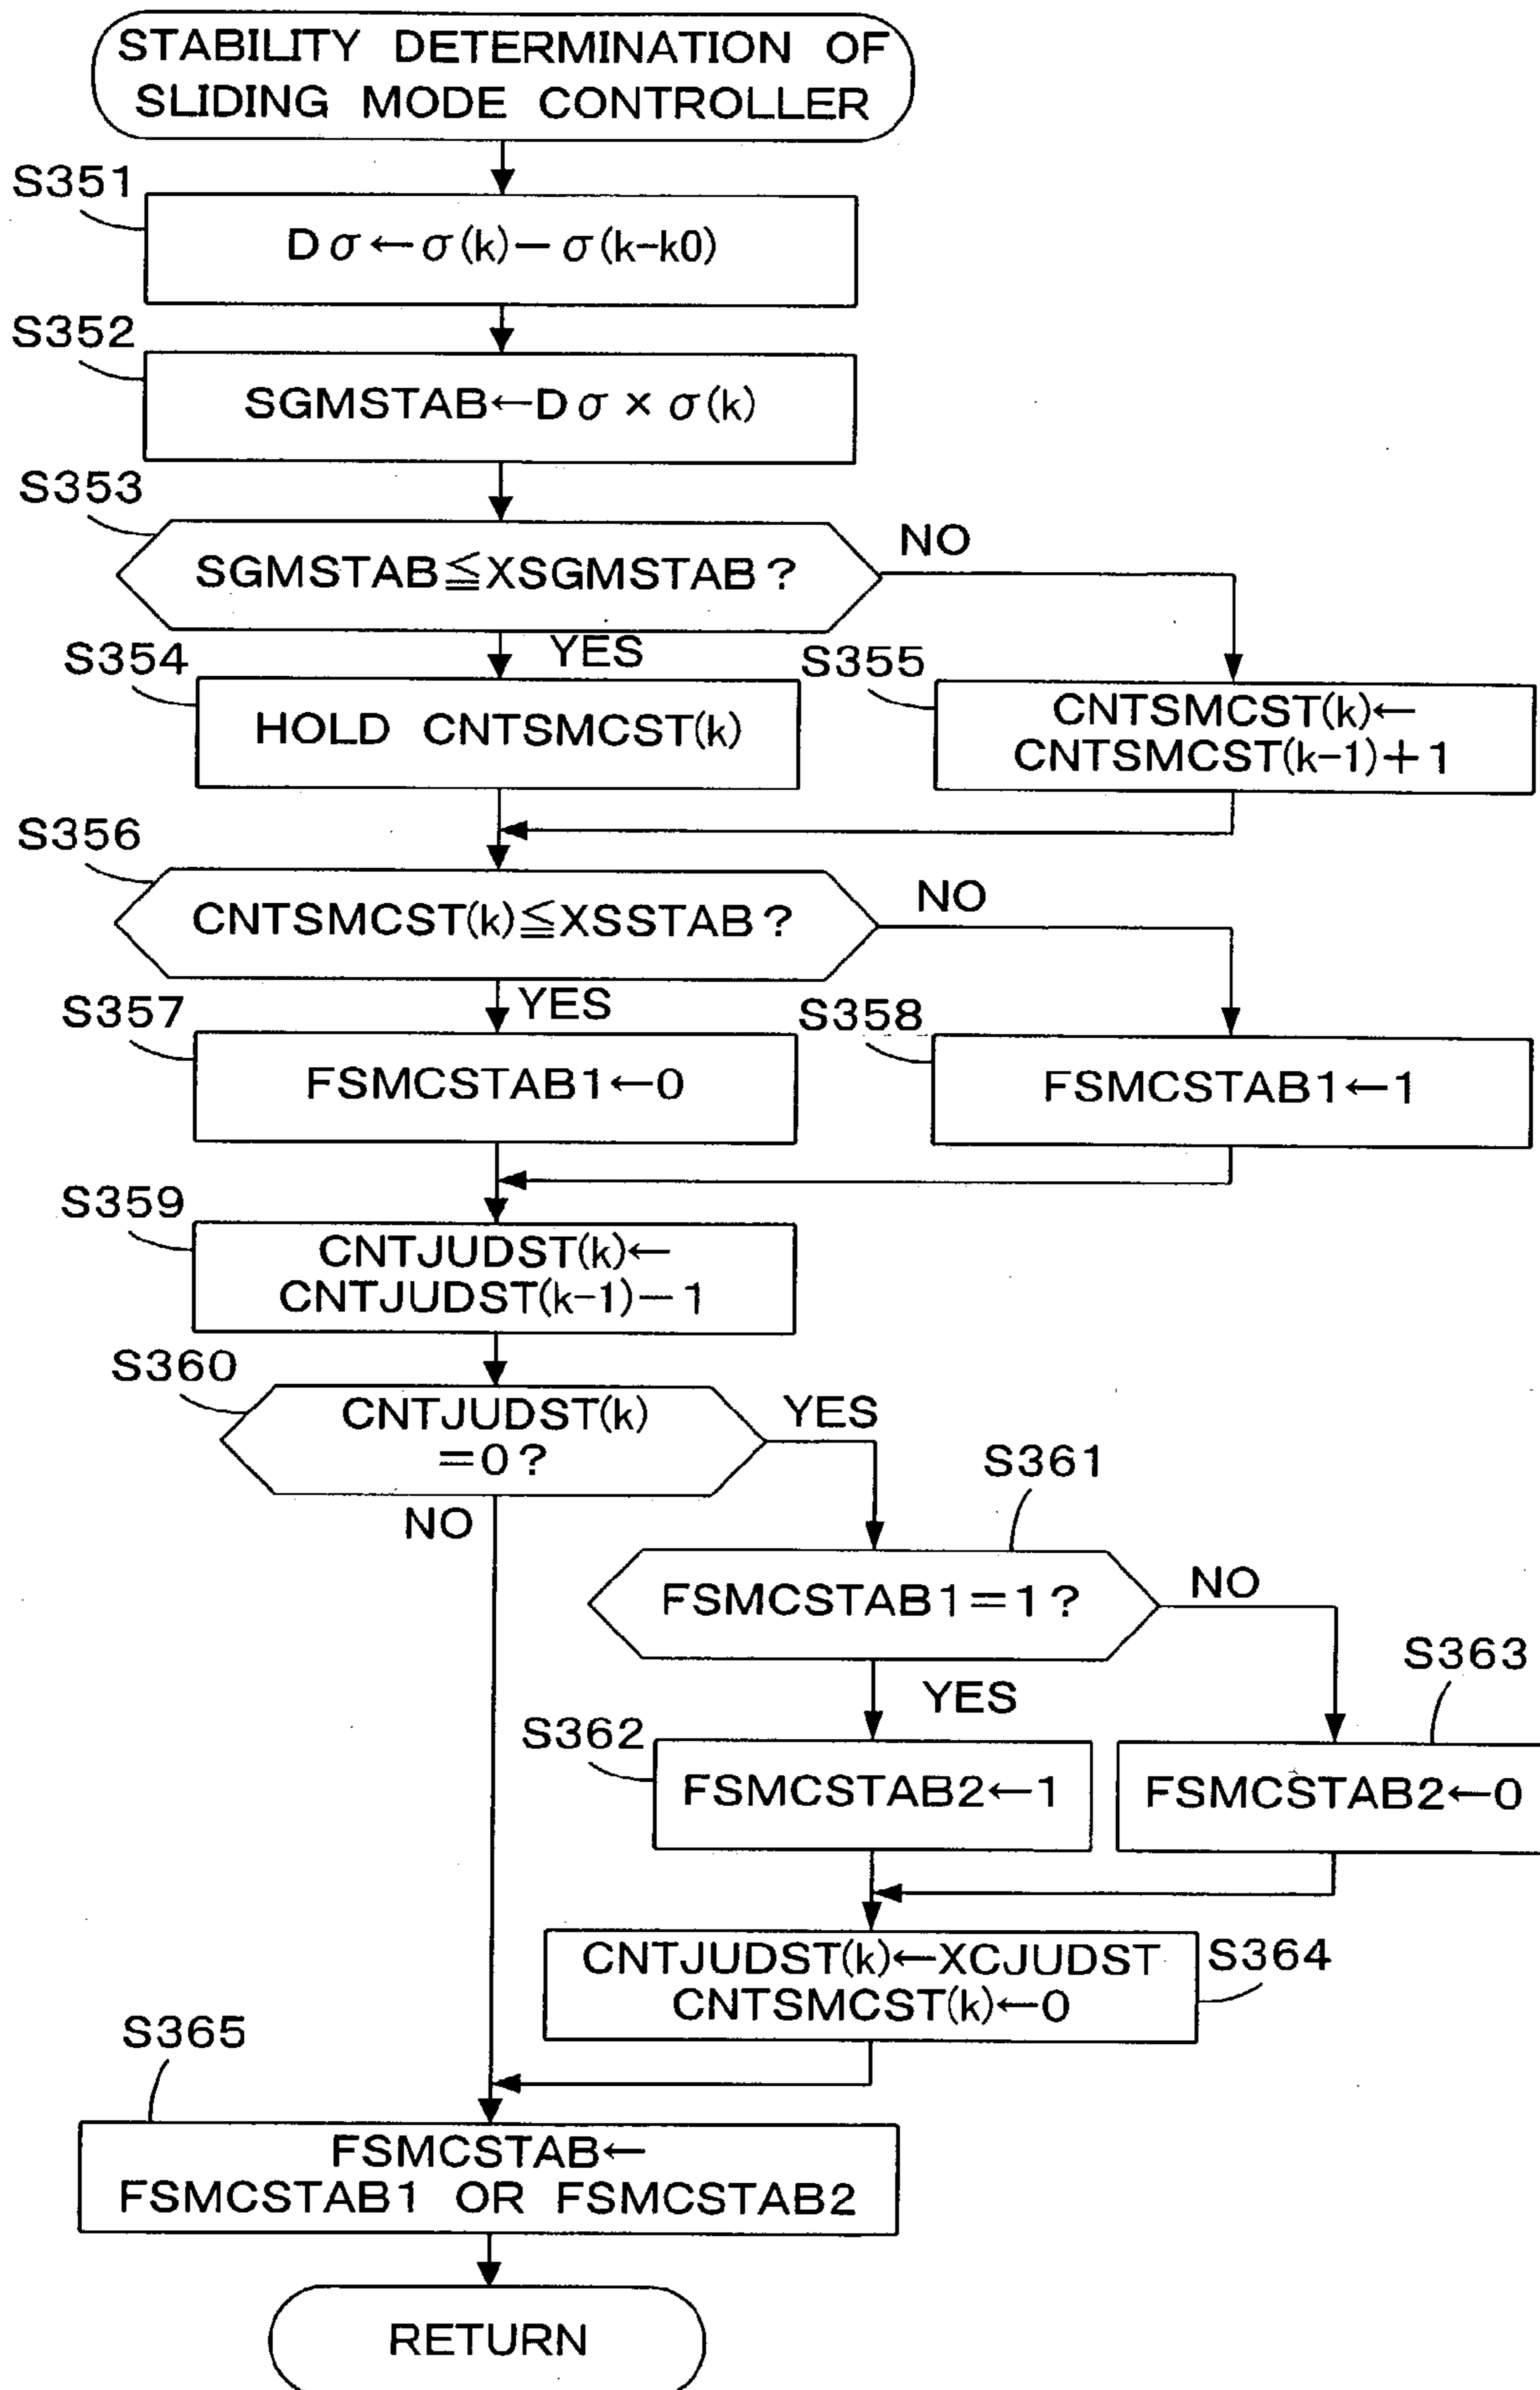 STABILITY DETERMINATION OF
SLIDING MODE CONTROLLER
S351
Dσ←σ(k)−σ(k-k0)
S352
SGMSTAB←Dσ×σ(k)
S353
SGMSTAB≦XSGMSTAB?
NO
YES
S354
HOLD CNTSMCST(k)
S355
CNTSMCST(k)←
CNTSMCST(k-1)+1
S356
CNTSMCST(k)≦XSSTAB?
NO
YES
S357
FSMCSTAB1←0
S358
FSMCSTAB1←1
S359
CNTJUDST(k)←
CNTJUDST(k-1)−1
S360
CNTJUDST(k)
=0?
YES
NO
S361
FSMCSTAB1=1?
NO
YES
S362
FSMCSTAB2←1
S363
FSMCSTAB2←0
S364
CNTJUDST(k)←XCJUDST
CNTSMCST(k)←0
S365
FSMCSTAB←
FSMCSTAB1 OR FSMCSTAB2
RETURN